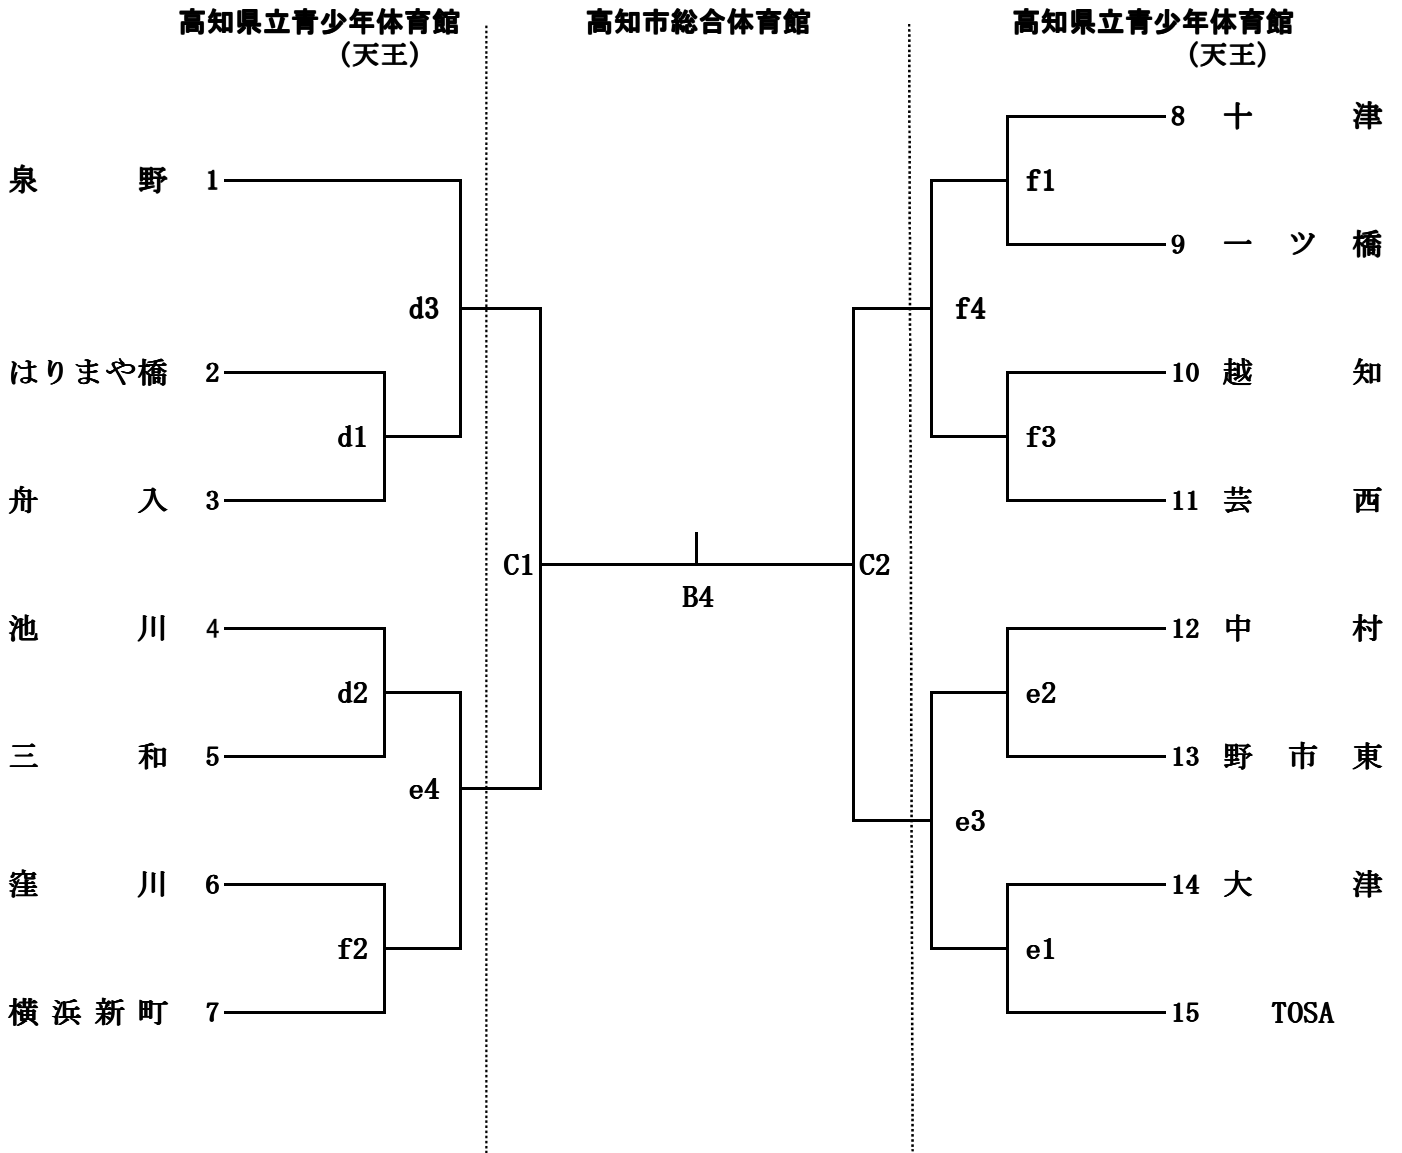 高知県立青少年体育館
（天王）
高知市総合体育館
高知県立青少年体育館
（天王）
泉野 1
d3
はりまや橋 2
d1
舟入 3
池川 4
d2
三和 5
e4
窪川 6
f2
横浜新町 7
C1
B4
C2
8 十津
f1
9 一ツ橋
f4
10 越知
f3
11 芸西
12 中村
e2
13 野市東
e3
14 大津
e1
15 TOSA